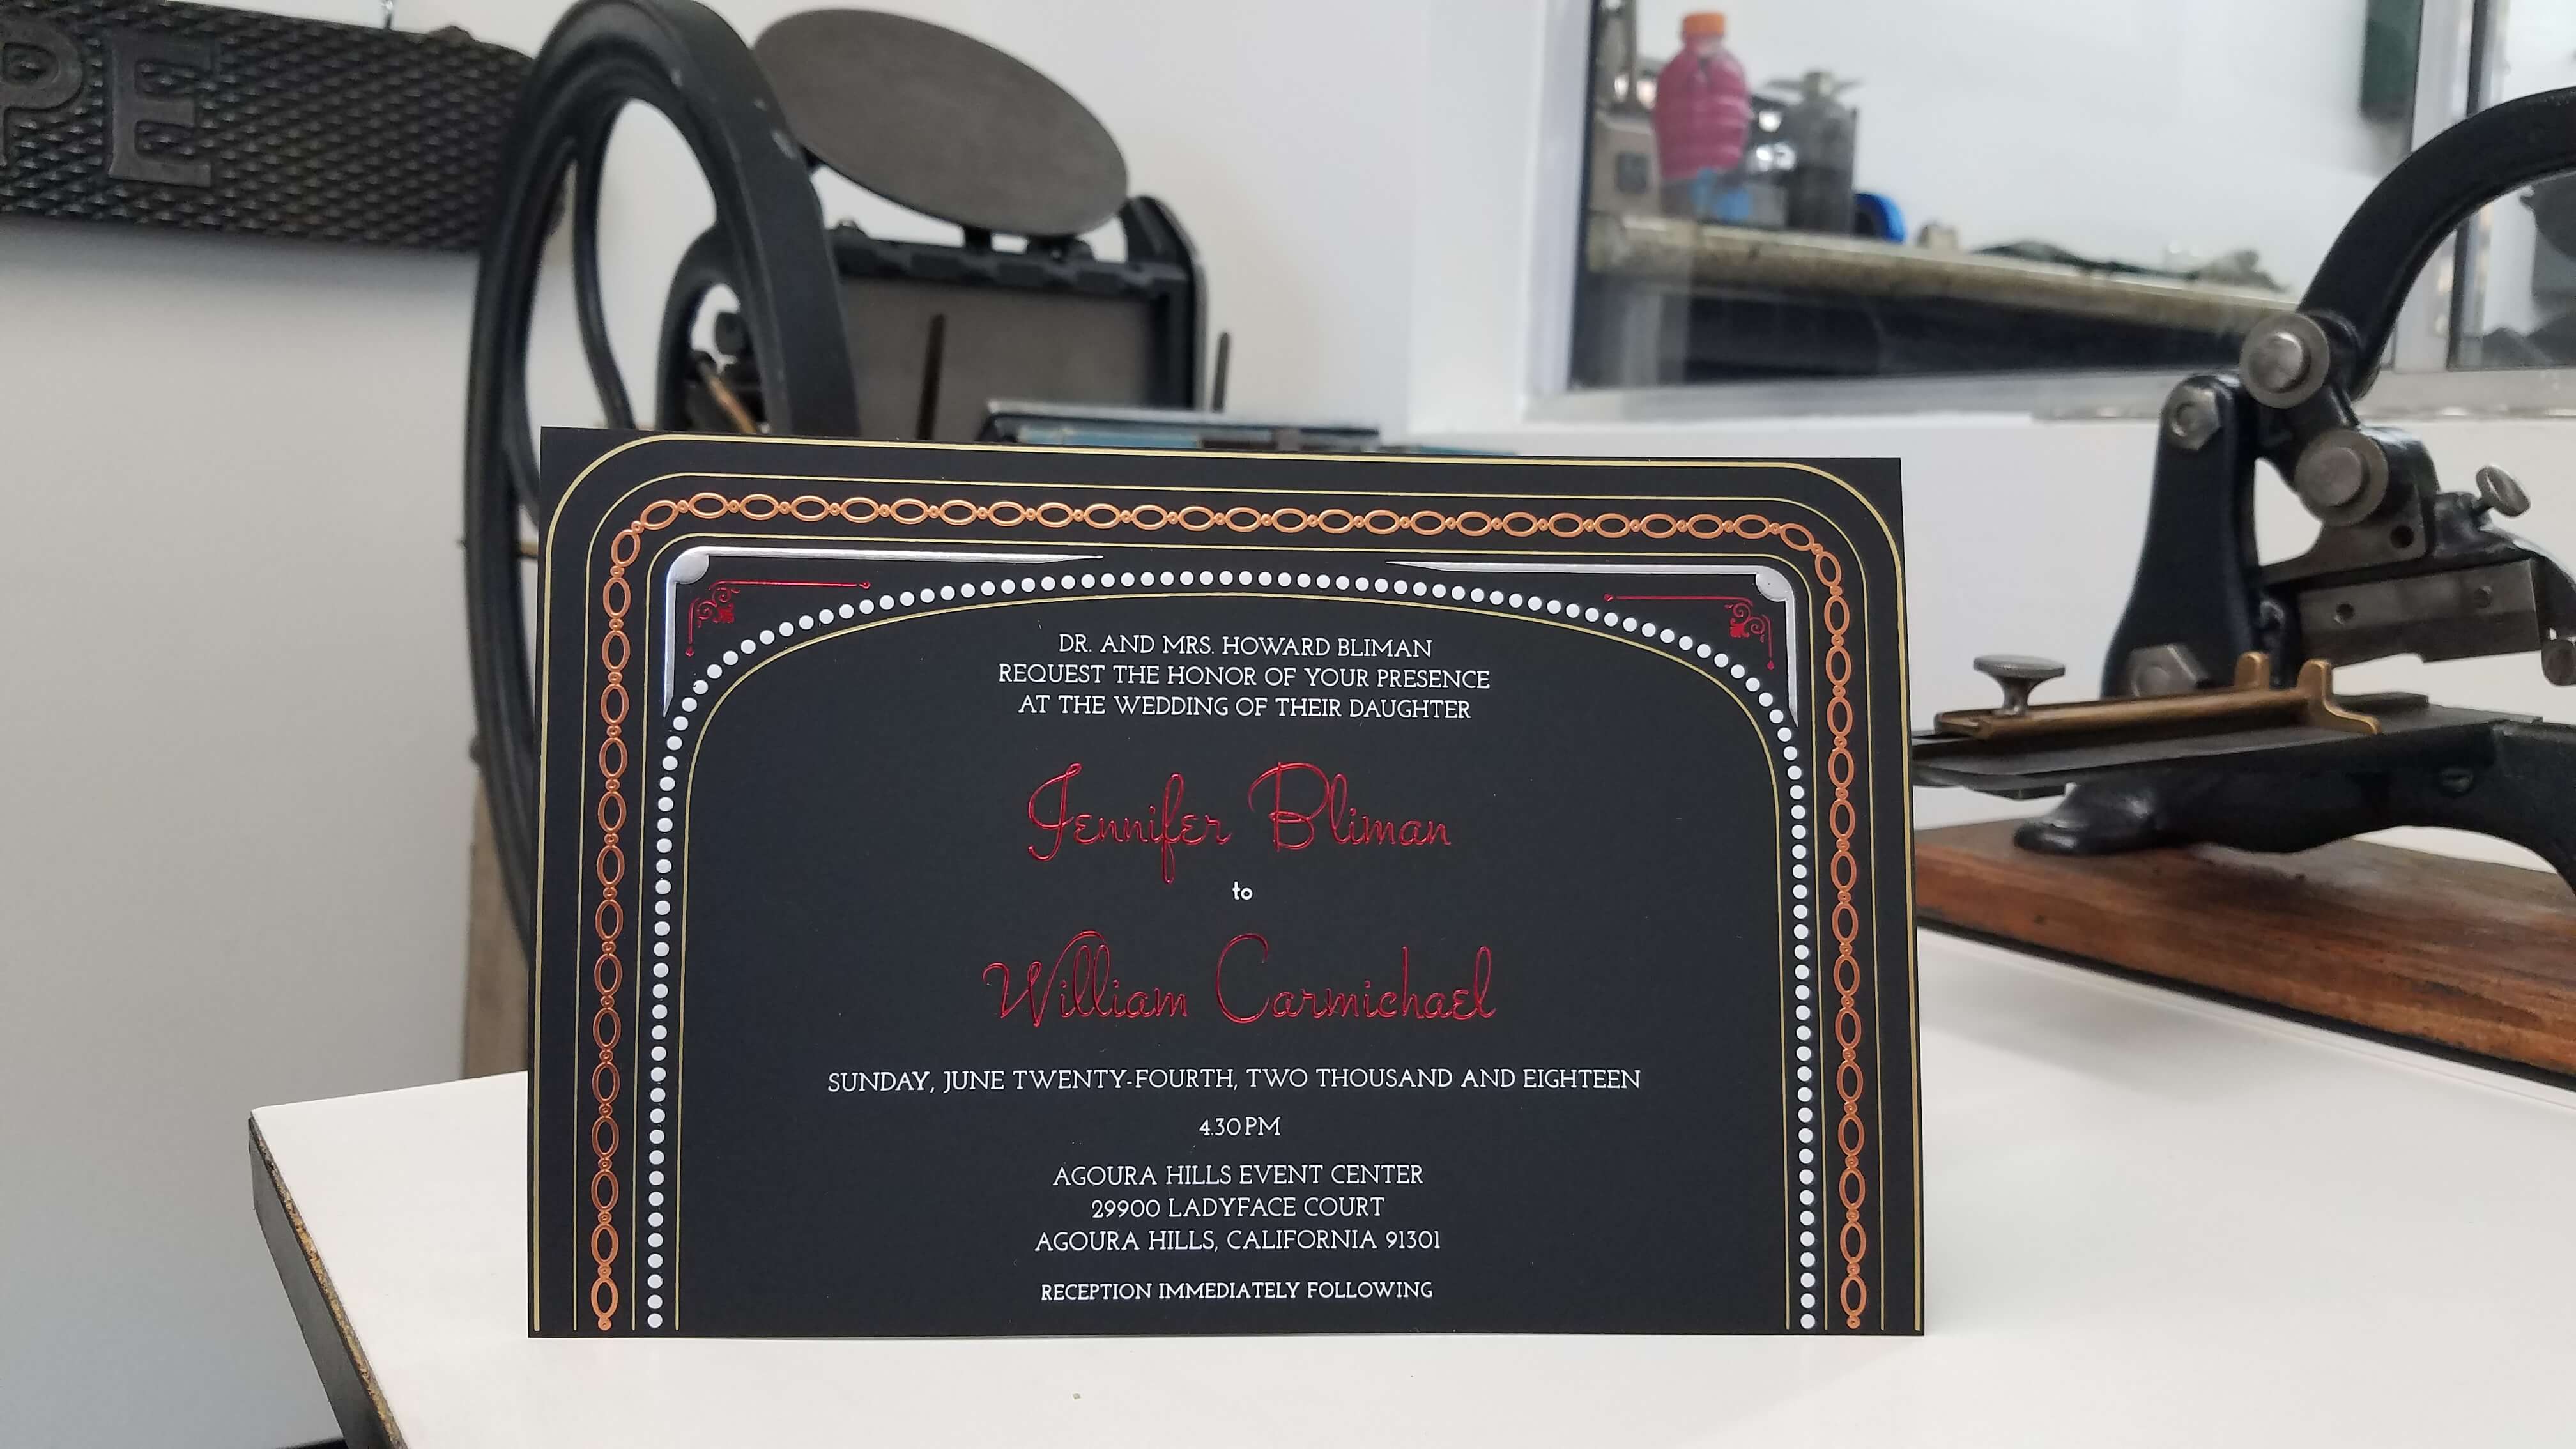 PE
DR. AND MRS. HOWARD BLIMAN
REQUEST THE HONOR OF YOUR PRESENCE
AT THE WEDDING OF THEIR DAUGHTER
Jennifer Bliman
to
William Carmichael
SUNDAY, JUNE TWENTY-FOURTH, TWO THOUSAND AND EIGHTEEN
4.30 PM
AGOURA HILLS EVENT CENTER
29900 LADYFACE COURT
AGOURA HILLS, CALIFORNIA 91301
RECEPTION IMMEDIATELY FOLLOWING